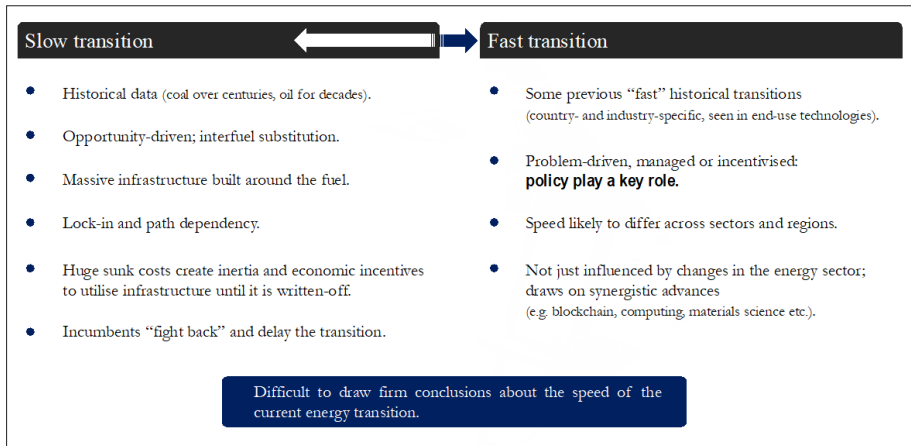 Slow transition
Historical data (coal over centuries, oil for decades).
Opportunity-driven; interfuel substitution.
Massive infrastructure built around the fuel.
Lock-in and path dependency.
Huge sunk costs create inertia and economic incentives
to utilise infrastructure until it is written-off.
Incumbents “fight back” and delay the transition.
Fast transition
Some previous “fast” historical transitions
(country- and industry-specific, seen in end-use technologies).
Problem-driven, managed or incentivised:
policy play a key role.
Speed likely to differ across sectors and regions.
Not just influenced by changes in the energy sector;
draws on synergistic advances
(e.g. blockchain, computing, materials science etc.).
Difficult to draw firm conclusions about the speed of the
current energy transition.